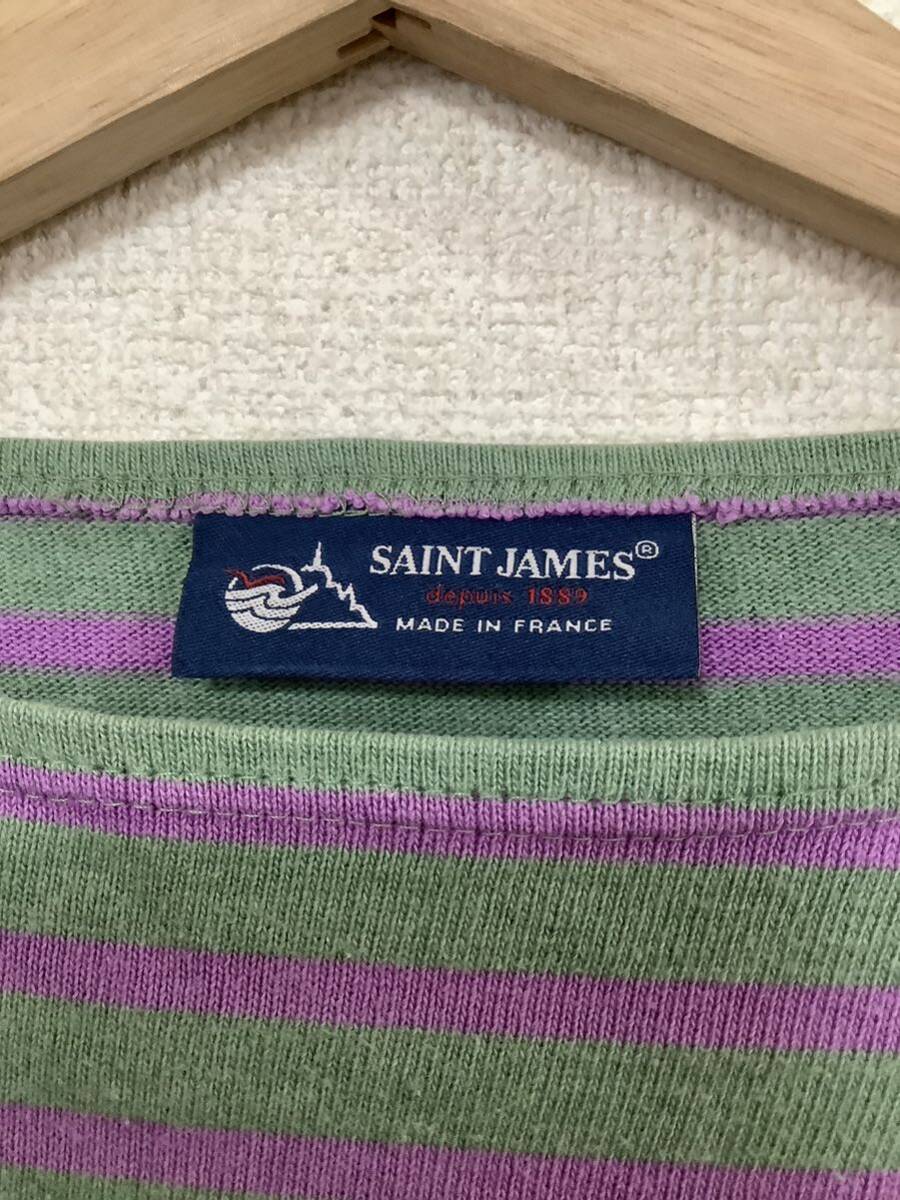 SAINT JAMES®
depuis 1889
MADE IN FRANCE